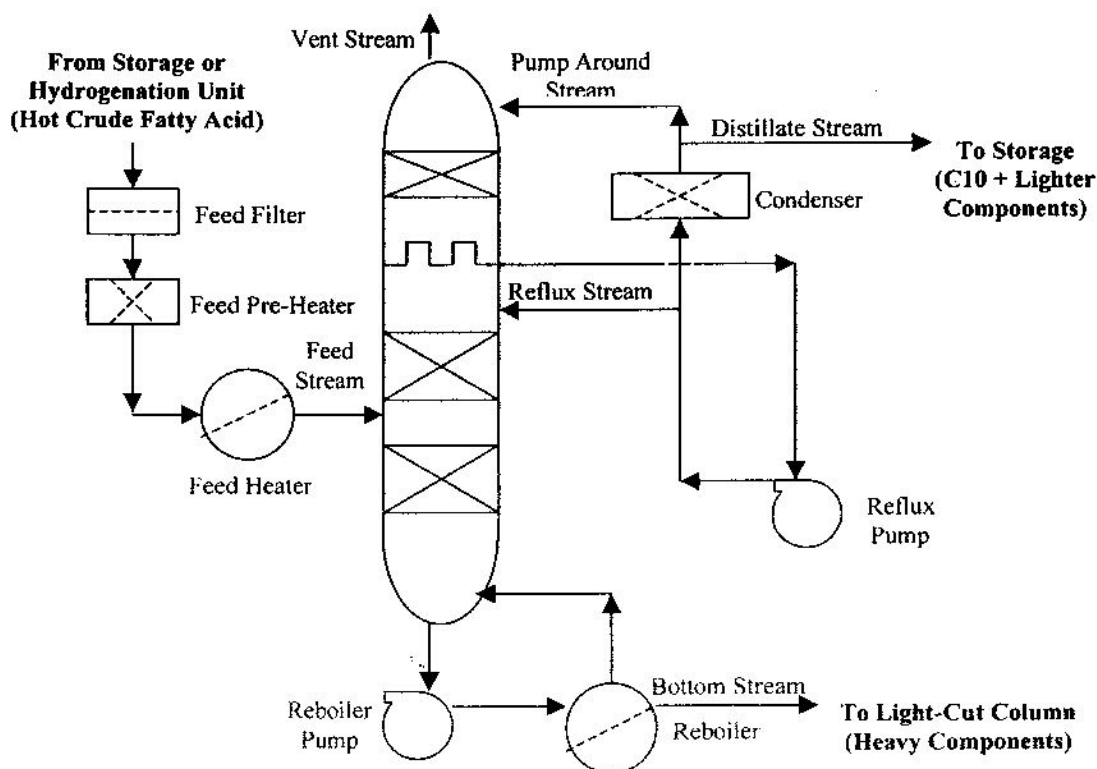 Vent Stream
From Storage or
Hydrogenation Unit
(Hot Crude Fatty Acid)
Pump Around
Stream
Distillate Stream
To Storage
(C10 + Lighter
Components)
Condenser
Feed Filter
Reflux Stream
Feed Pre-Heater
Feed
Stream
Feed Heater
Reflux
Pump
Bottom Stream
Reboiler
Pump
Reboiler
To Light-Cut Column
(Heavy Components)